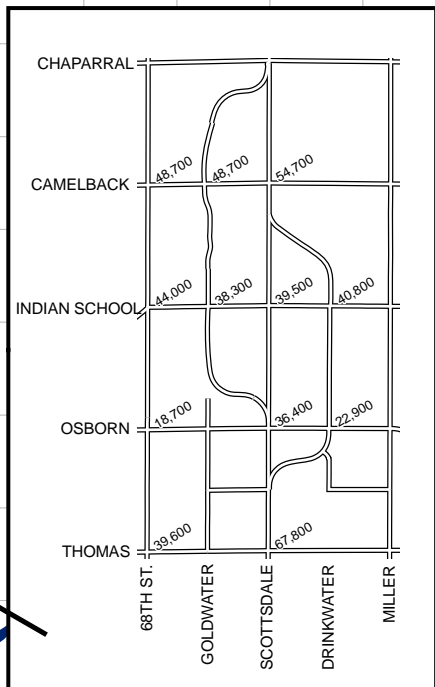 CHAPARRAL
48,700 48,700 54,700
CAMELBACK
44,000 38,300 39,500 40,800
INDIAN SCHOOL
18,700 36,400 22,900
OSBORN
39,600 67,800
THOMAS
68TH ST.
GOLDWATER
SCOTTSDALE
DRINKWATER
MILLER